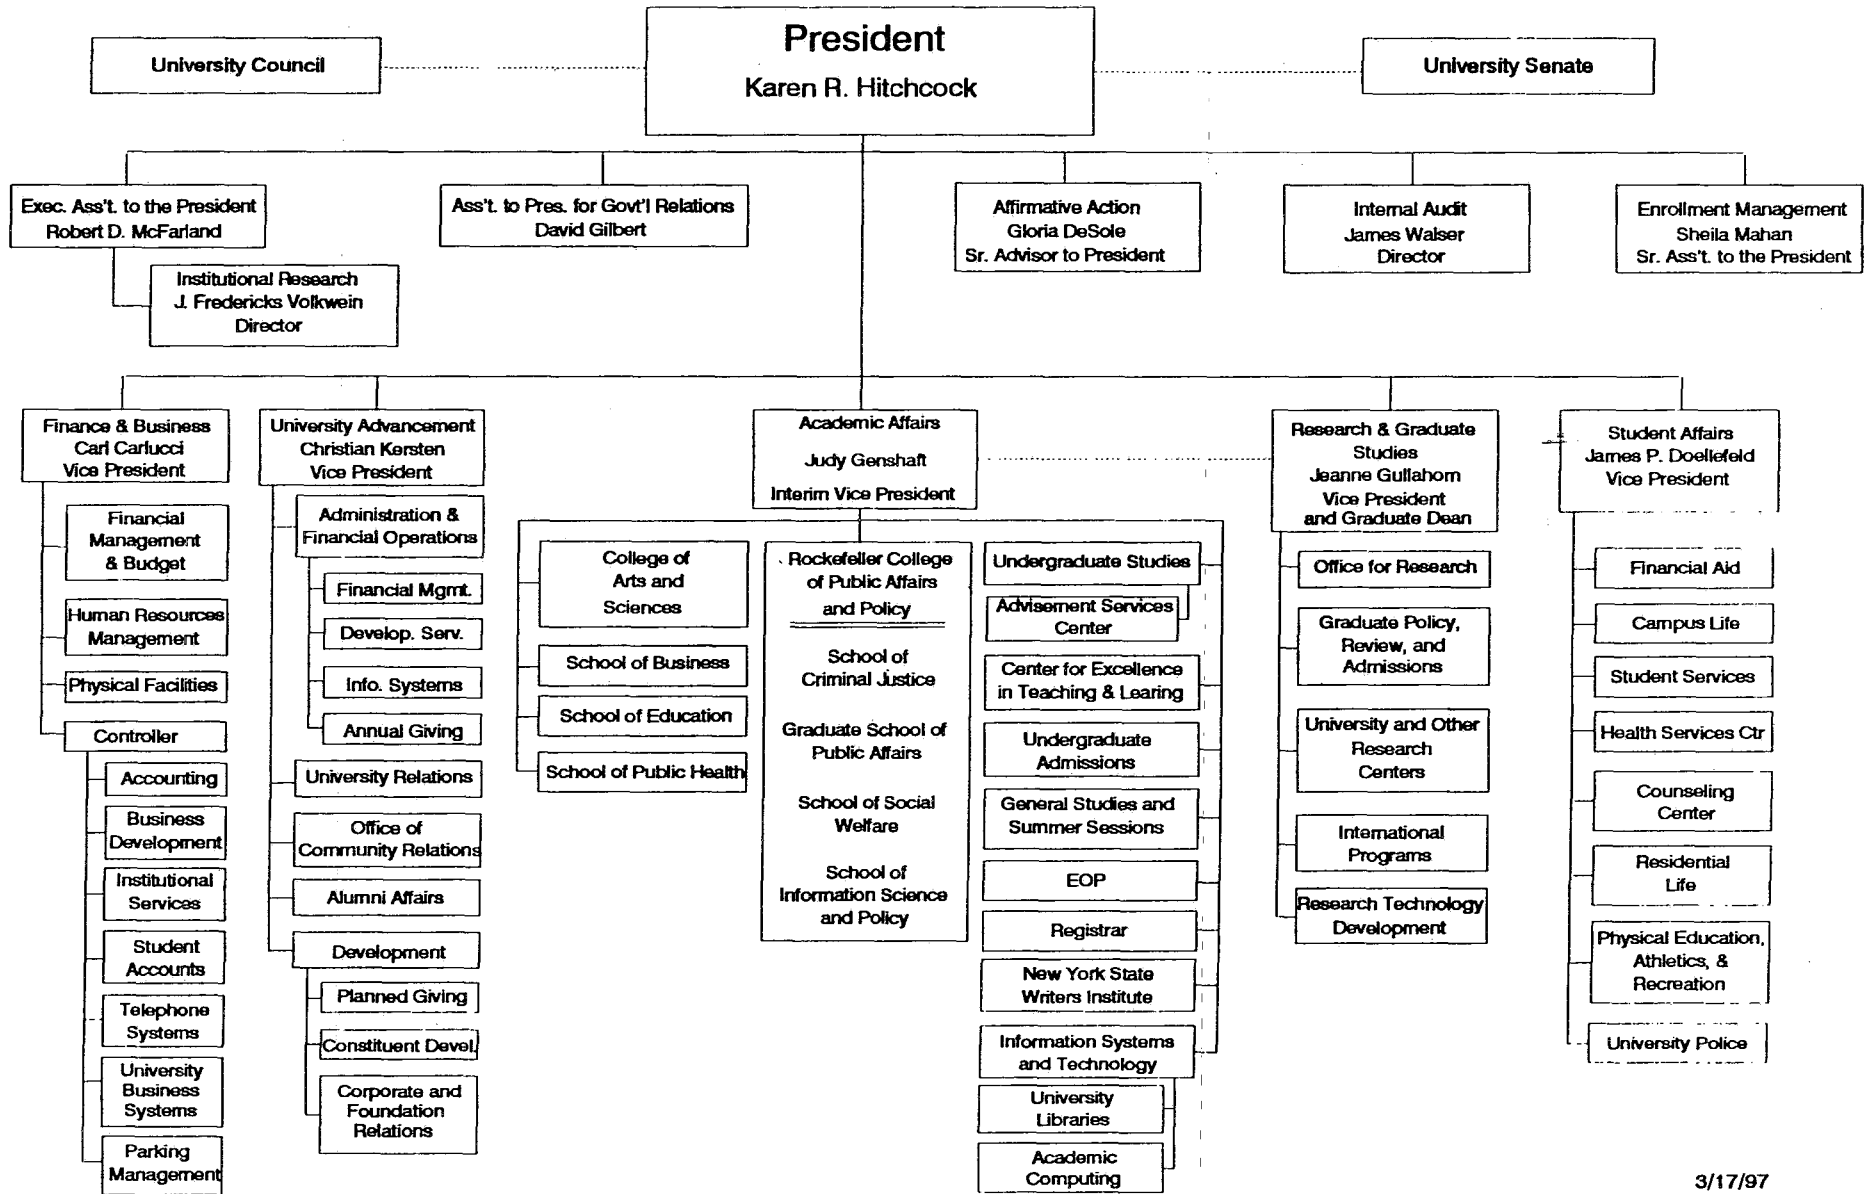 President
Karen R. Hitchcock
University Council
University Senate
Exec. Ass't. to the President
Robert D. McFarland
Ass't. to Pres. for Govt'l Relations
David Gilbert
Affirmative Action
Gloria DeSole
Sr. Advisor to President
Internal Audit
James Walser
Director
Enrollment Management
Sheila Mahan
Sr. Ass't. to the President
Institutional Research
J. Fredericks Volkwein
Director
Finance & Business
Carl Carlucci
Vice President
Financial
Management
& Budget
Human Resources
Management
Physical Facilities
Controller
Accounting
Business
Development
Institutional
Services
Student
Accounts
Telephone
Systems
University
Business
Systems
Parking
Management
University Advancement
Christian Kersten
Vice President
Administration &
Financial Operations
Financial Mgmt.
Develop. Serv.
Info. Systems
Annual Giving
University Relations
Office of
Community Relations
Alumni Affairs
Development
Planned Giving
Constituent Devel.
Corporate and
Foundation
Relations
Academic Affairs
Judy Genshaft
Interim Vice President
College of
Arts and
Sciences
School of Business
School of Education
School of Public Health
Rockefeller College
of Public Affairs
and Policy
School of
Criminal Justice
Graduate School of
Public Affairs
School of Social
Welfare
School of
Information Science
and Policy
Undergraduate Studies
Advisement Services
Center
Center for Excellence
in Teaching & Learing
Undergraduate
Admissions
General Studies and
Summer Sessions
EOP
Registrar
New York State
Writers Institute
Information Systems
and Technology
University
Libraries
Academic
Computing
Research & Graduate
Studies
Jeanne Gullahorn
Vice President
and Graduate Dean
Office for Research
Graduate Policy,
Review, and
Admissions
University and Other
Research
Centers
International
Programs
Research Technology
Development
Student Affairs
James P. Doellefeld
Vice President
Financial Aid
Campus Life
Student Services
Health Services Ctr
Counseling
Center
Residential
Life
Physical Education,
Athletics, &
Recreation
University Police
3/17/97